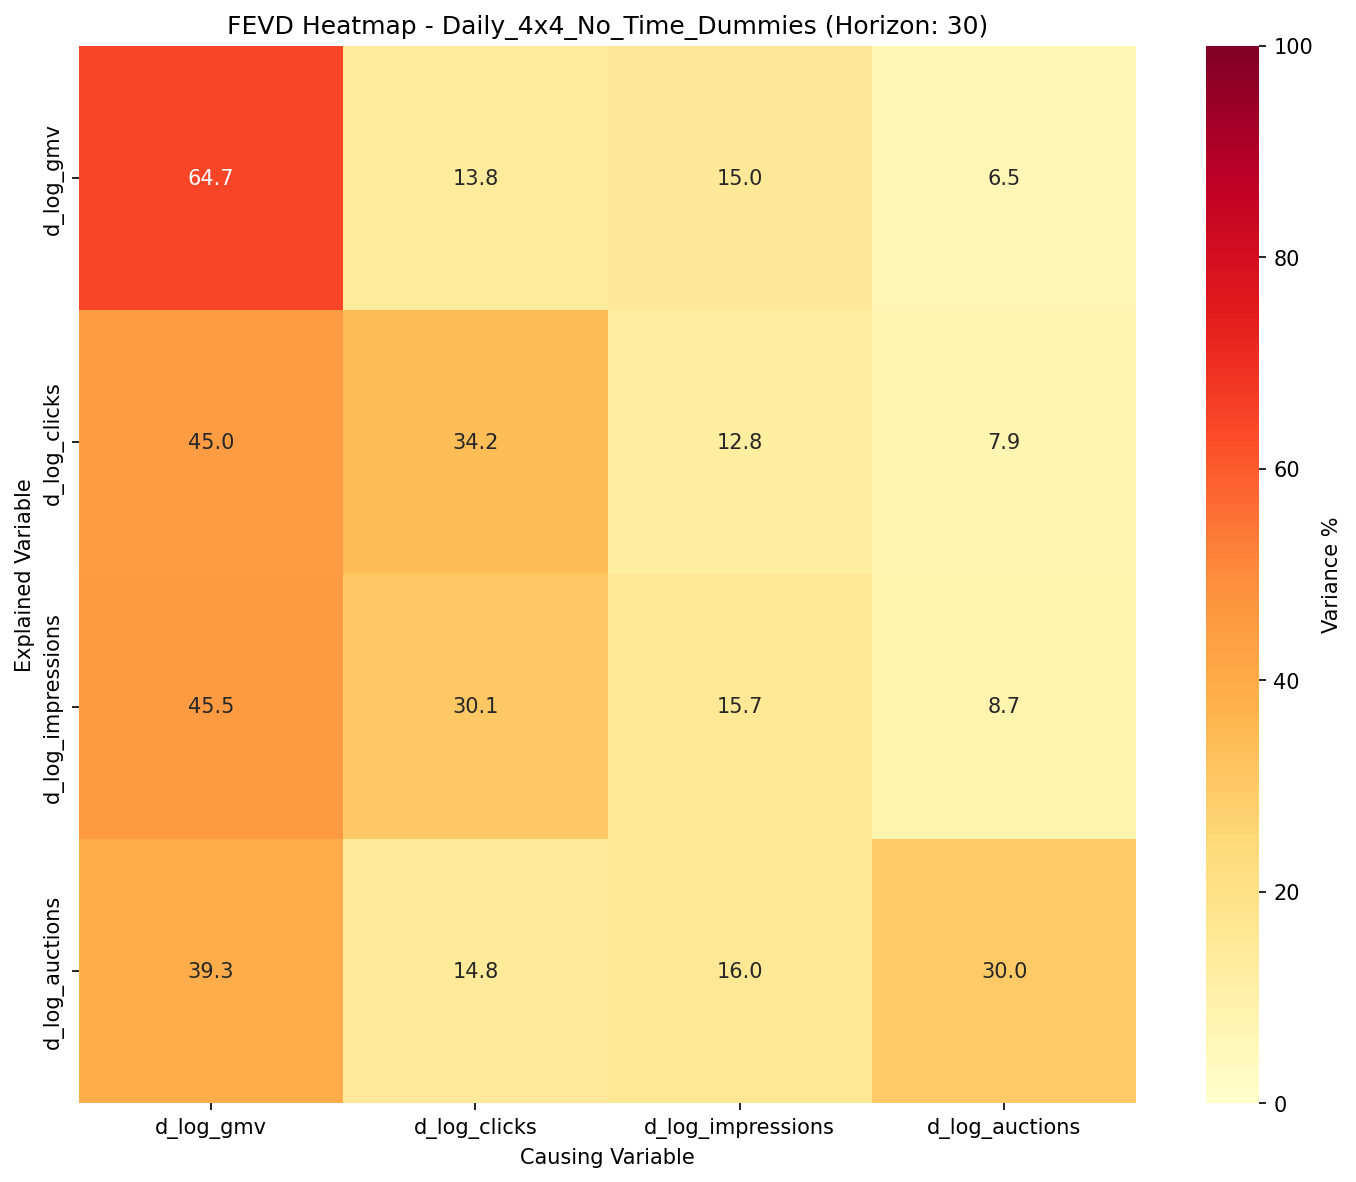 FEVD Heatmap - Daily_4x4_No_Time_Dummies (Horizon: 30)
Explained Variable
d_log_gmv
64.7 13.8 15.0 6.5
d_log_clicks
45.0 34.2 12.8 7.9
d_log_impressions
45.5 30.1 15.7 8.7
d_log_auctions
39.3 14.8 16.0 30.0
d_log_gmv d_log_clicks d_log_impressions d_log_auctions
Causing Variable
100
80
60
40
20
0
Variance %